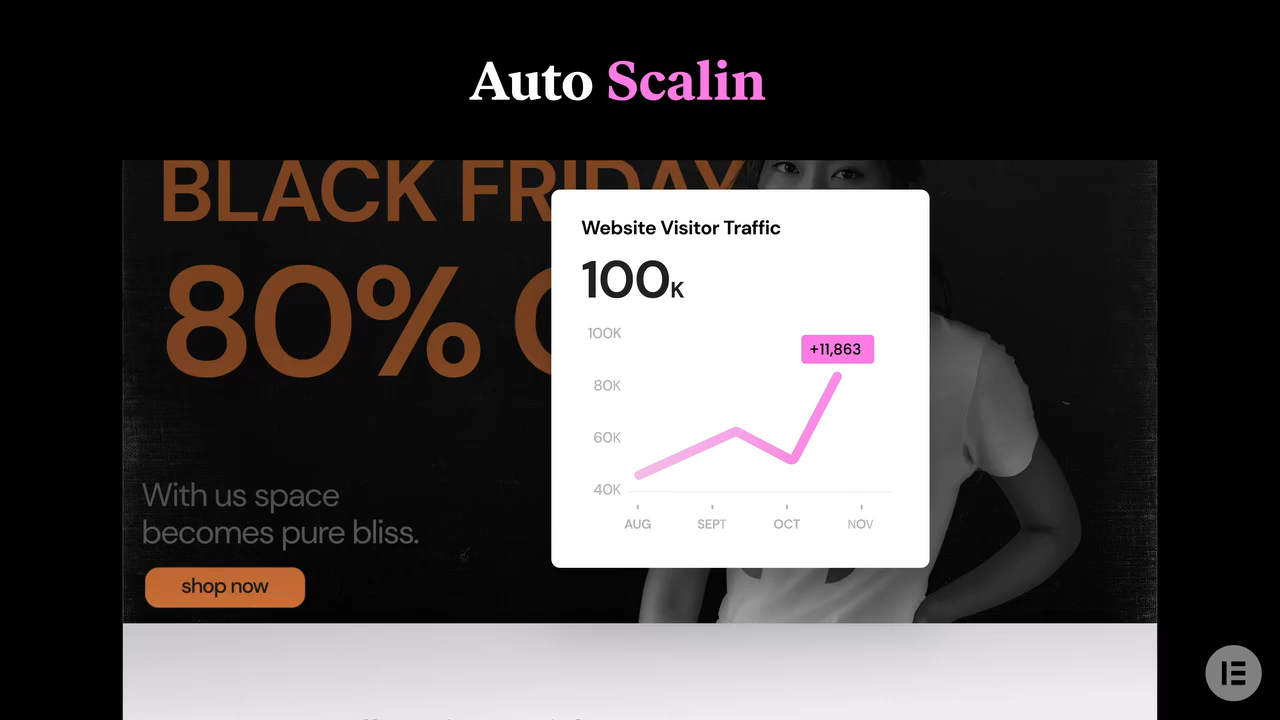 Auto Scalin
BLACK FRIDAY
80%
Website Visitor Traffic
100K
100K
+11,863
80K
60K
40K
AUG SEPT OCT NOV
With us space
becomes pure bliss.
shop now